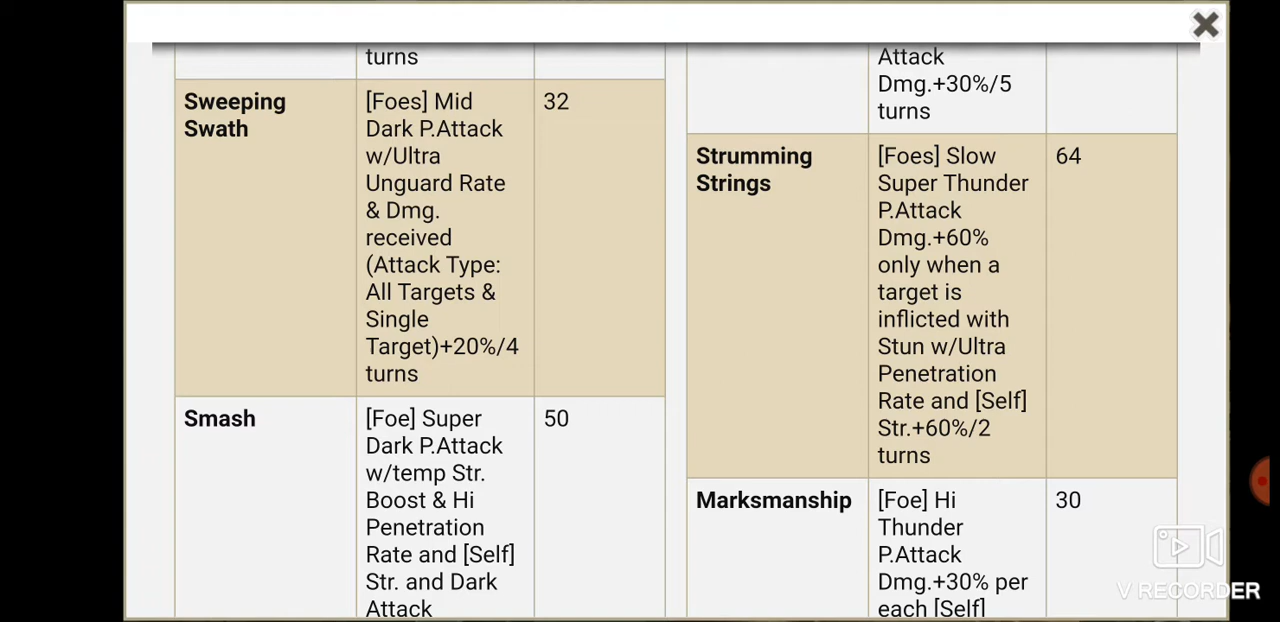 turns
Sweeping
Swath
[Foes] Mid
Dark P.Attack
w/Ultra
Unguard Rate
& Dmg.
received
(Attack Type:
All Targets &
Single
Target)+20%/4
turns
32
Smash
[Foe] Super
Dark P.Attack
w/temp Str.
Boost & Hi
Penetration
Rate and [Self]
Str. and Dark
Attack
50
Attack
Dmg.+30%/5
turns
Strumming
Strings
[Foes] Slow
Super Thunder
P.Attack
Dmg.+60%
only when a
target is
inflicted with
Stun w/Ultra
Penetration
Rate and [Self]
Str.+60%/2
turns
64
Marksmanship
[Foe] Hi
Thunder
P.Attack
Dmg.+30% per
each [Self]
30
V RECORDER